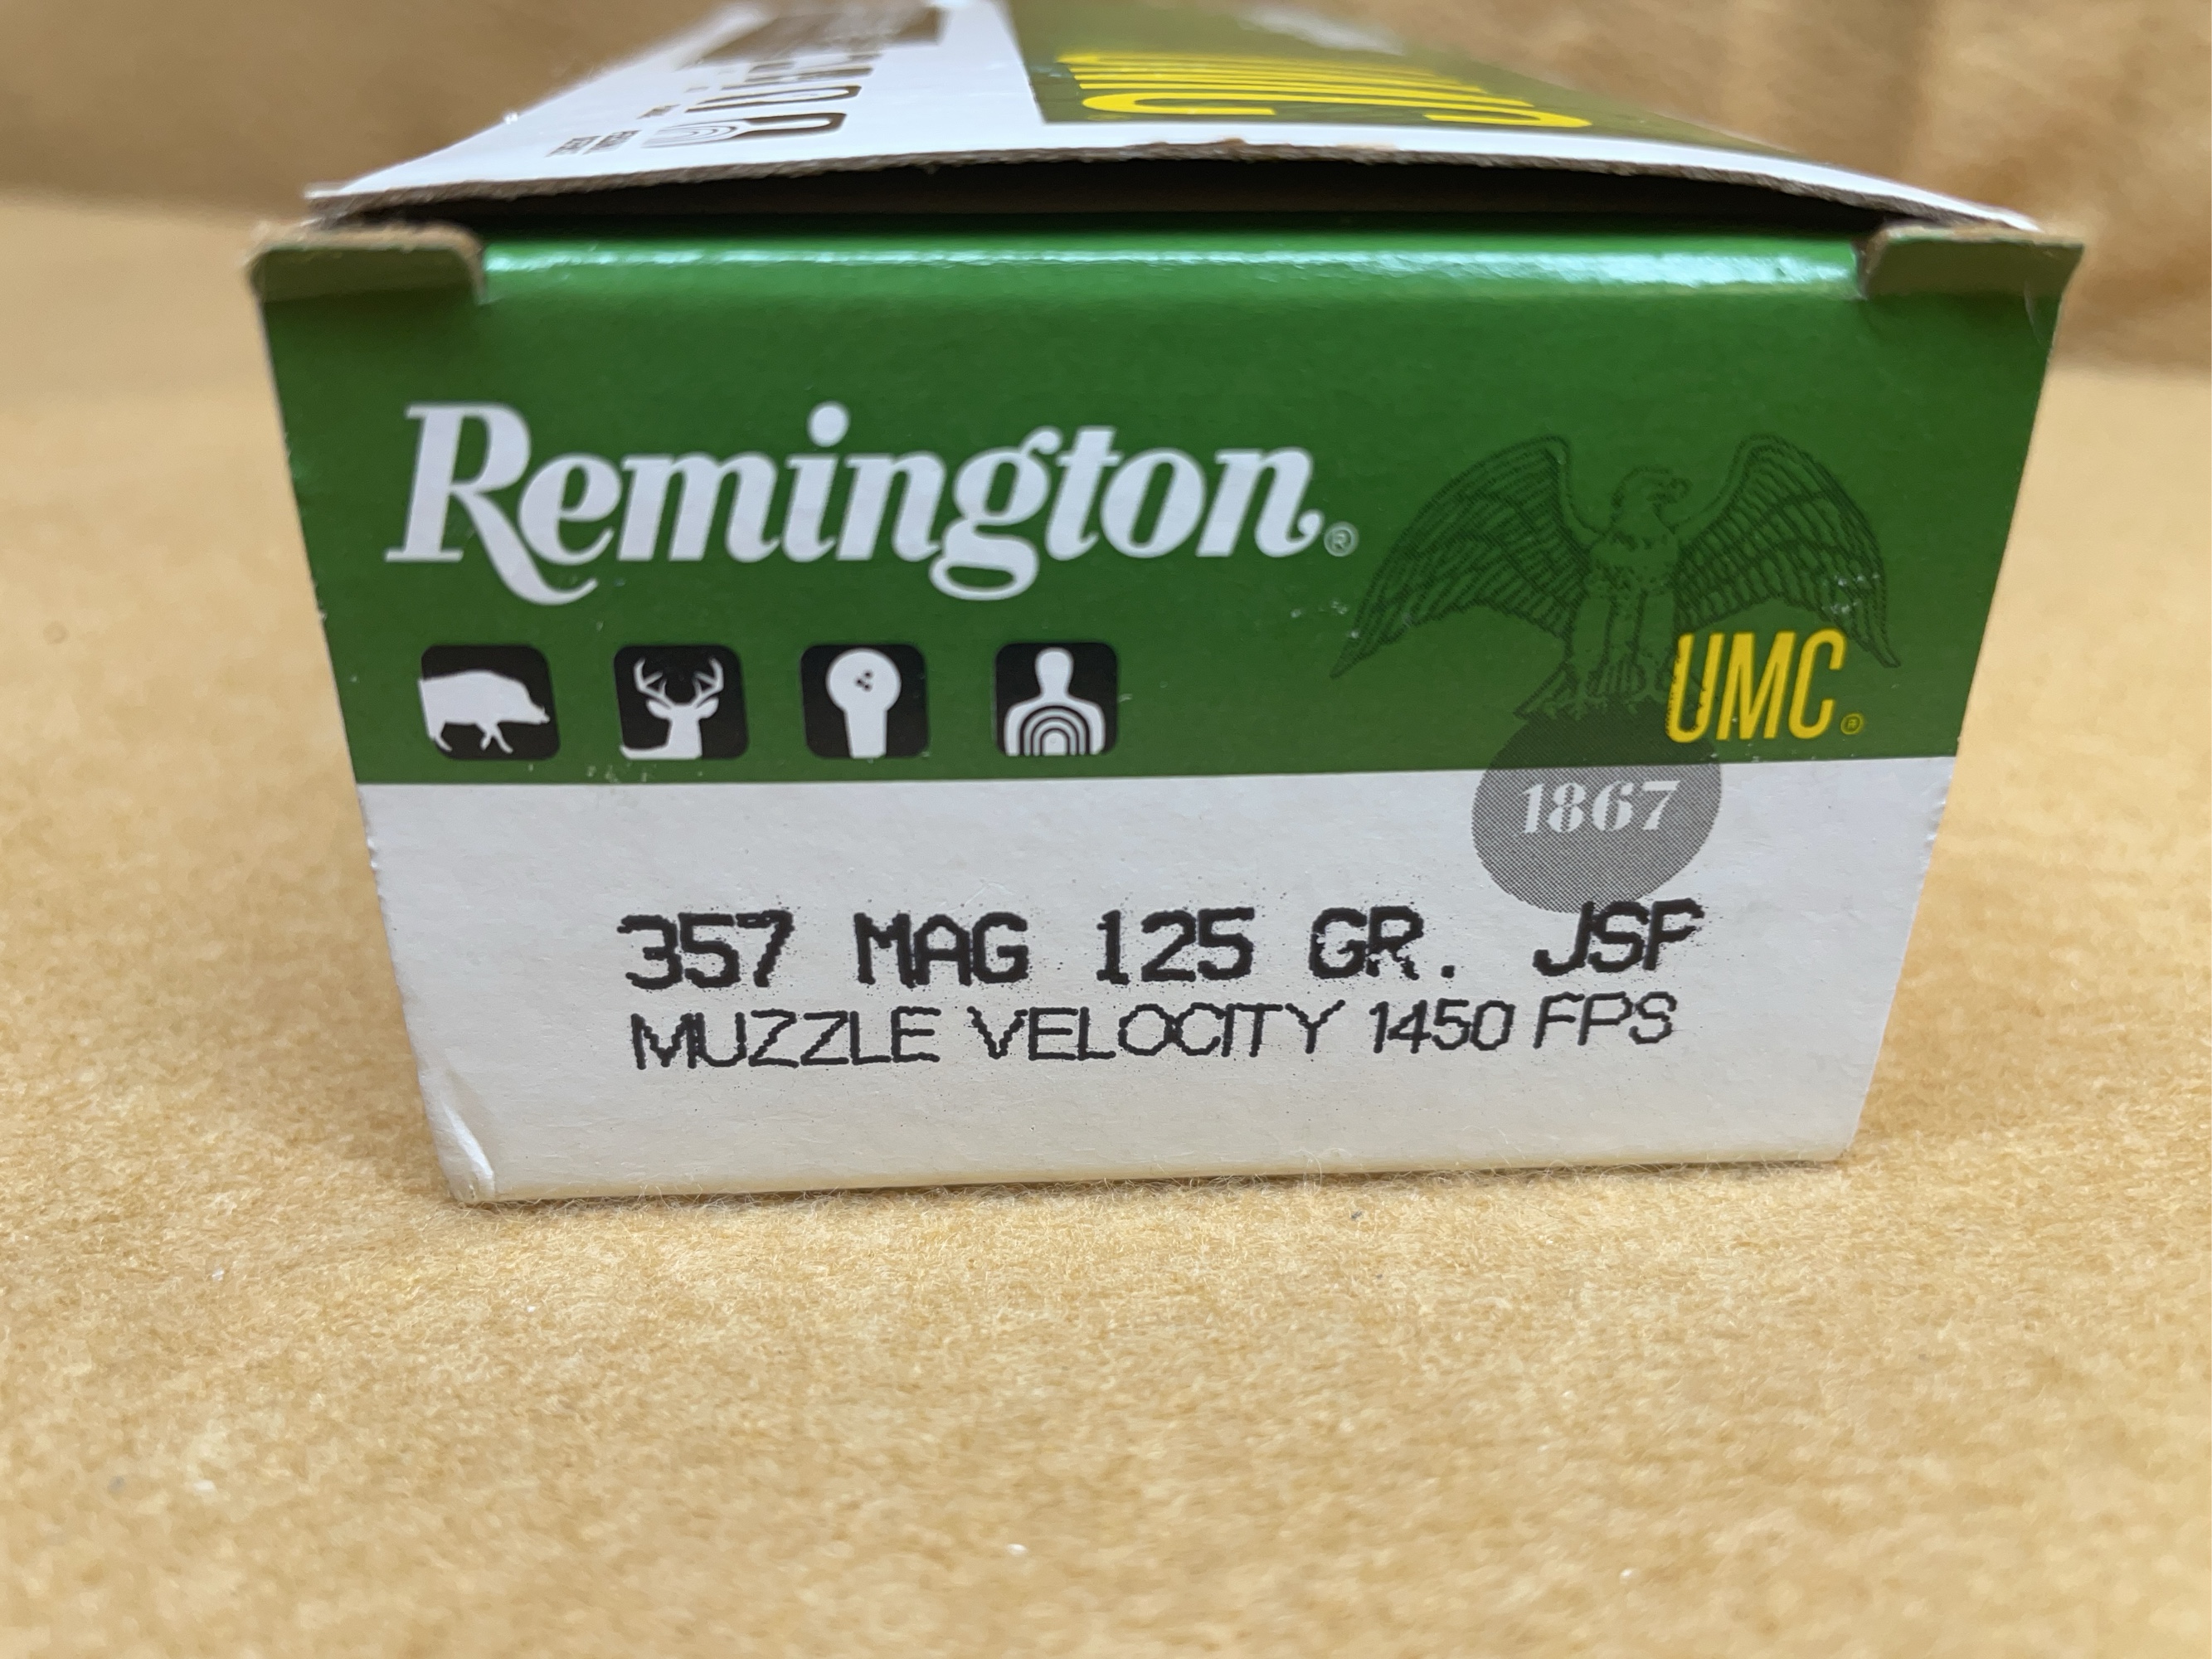 Remington®
UMC®
1867
357 MAG 125 GR. JSP
MUZZLE VELOCITY 1450 FPS